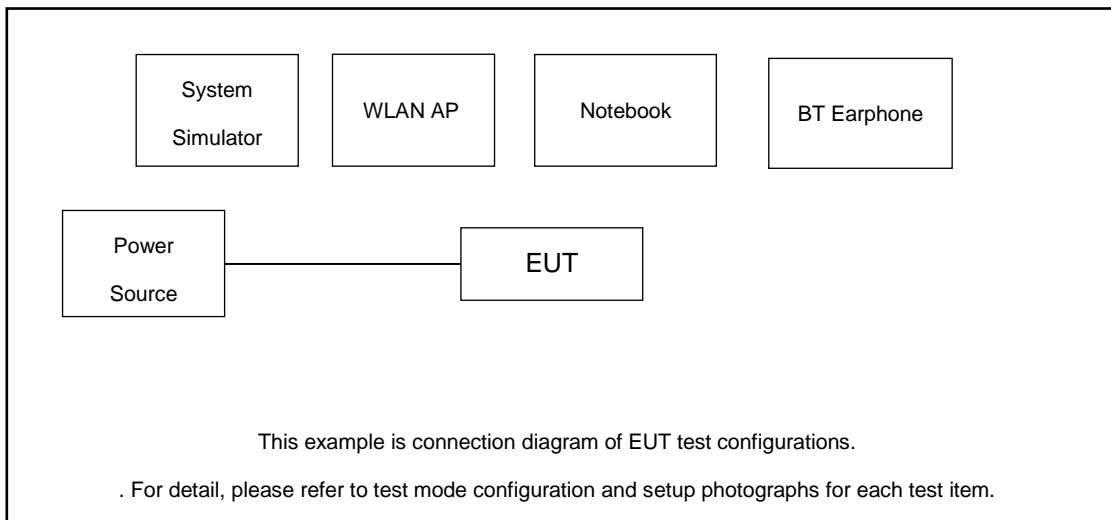 System
Simulator
WLAN AP
Notebook
BT Earphone
Power
Source
EUT
This example is connection diagram of EUT test configurations.
. For detail, please refer to test mode configuration and setup photographs for each test item.